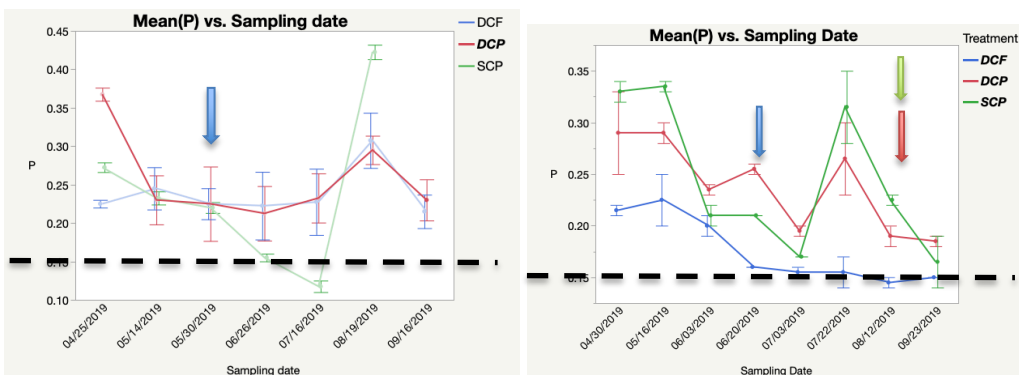 Mean(P) vs. Sampling date
DCF
DCP
SCP
0.45
0.40
0.35
0.30
0.25
0.20
0.15
0.10
P
04/25/2019
05/14/2019
05/30/2019
06/26/2019
07/16/2019
08/19/2019
09/16/2019
Sampling date
Mean(P) vs. Sampling Date
Treatment
DCF
DCP
SCP
0.35
0.30
0.25
0.20
0.15
P
04/30/2019
05/16/2019
06/03/2019
06/20/2019
07/03/2019
07/22/2019
08/12/2019
09/23/2019
Sampling Date